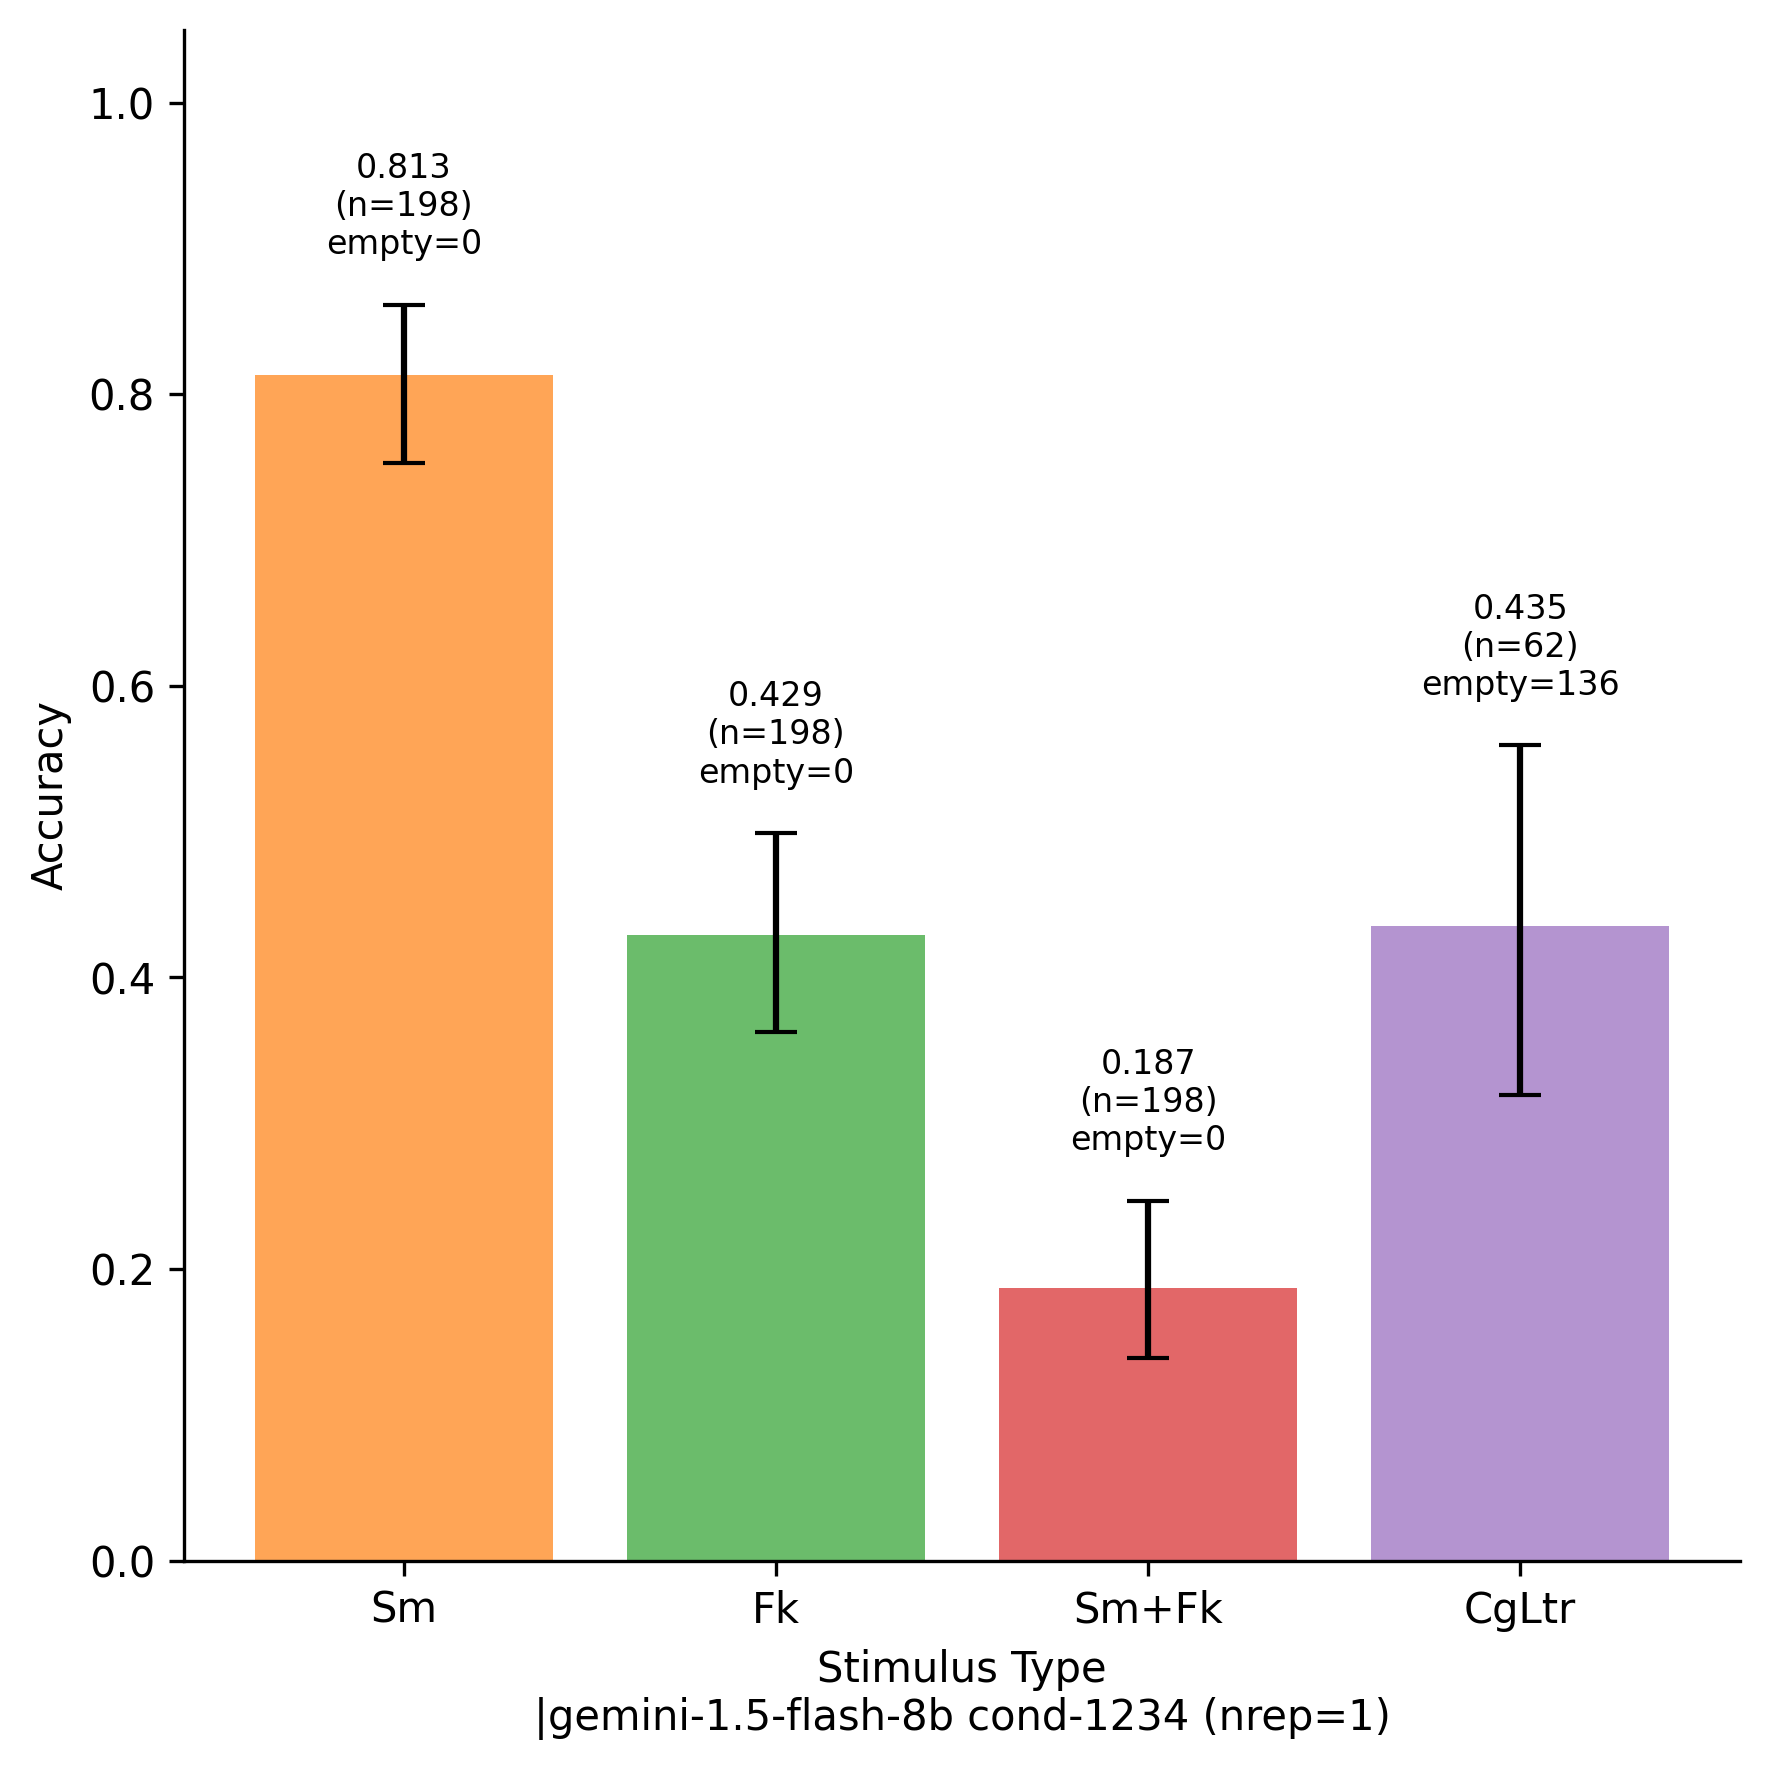 1.0
0.8
0.6
0.4
0.2
0.0
Accuracy
0.813
(n=198)
empty=0
0.429
(n=198)
empty=0
0.187
(n=198)
empty=0
0.435
(n=62)
empty=136
Sm
Fk
Sm+Fk
CgLtr
Stimulus Type
|gemini-1.5-flash-8b cond-1234 (nrep=1)